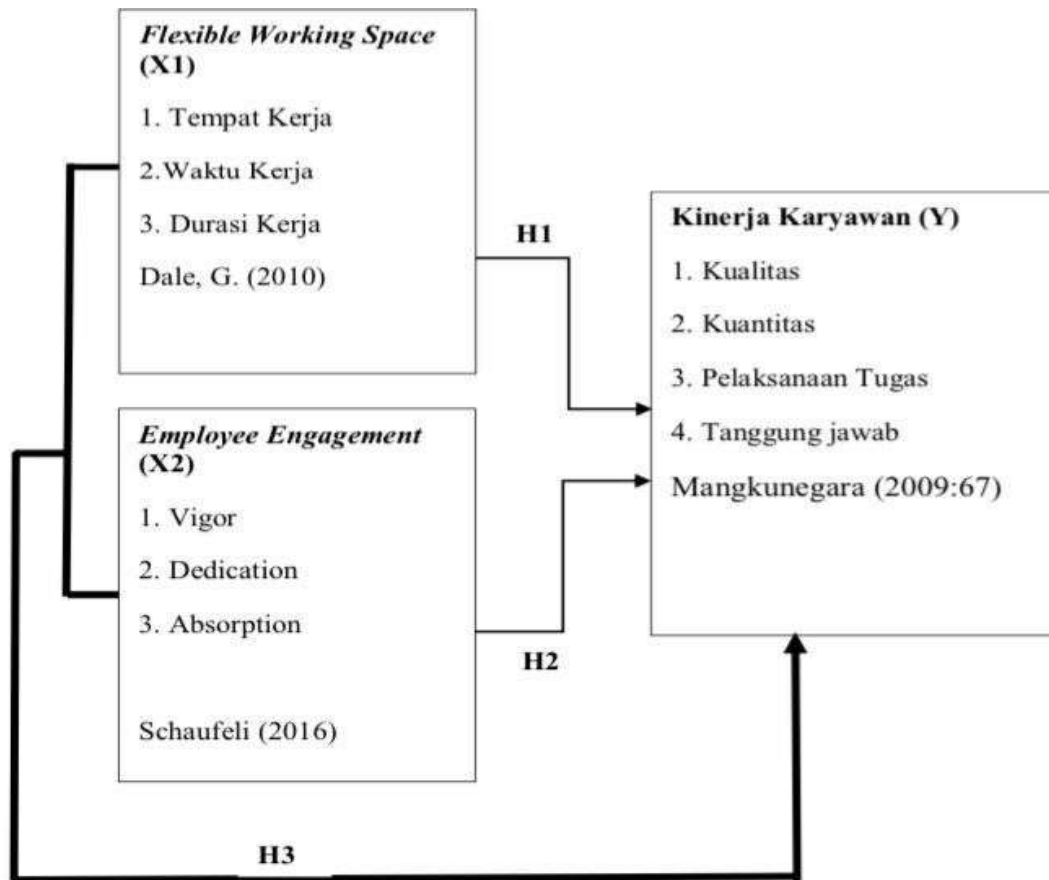 Flexible Working Space
(X1)
1. Tempat Kerja
2.Waktu Kerja
3. Durasi Kerja
Dale, G. (2010)
H1
Employee Engagement
(X2)
1. Vigor
2. Dedication
3. Absorption
Schaufeli (2016)
H2
Kinerja Karyawan (Y)
1. Kualitas
2. Kuantitas
3. Pelaksanaan Tugas
4. Tanggung jawab
Mangkunegara (2009:67)
H3